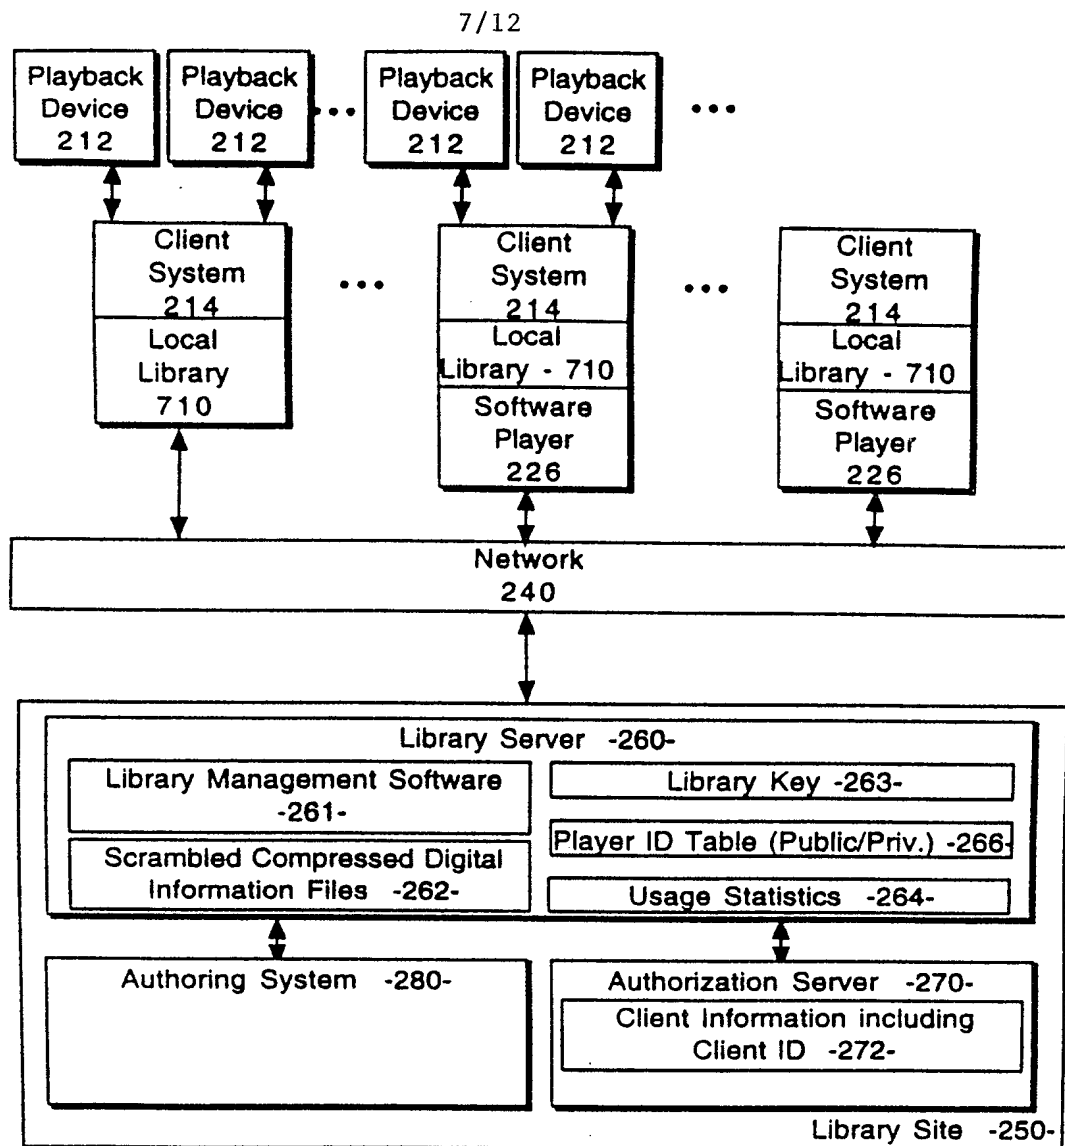 7/12
Playback
Device
212
Playback
Device
212
Playback
Device
212
Playback
Device
212
Client
System
214
Local
Library
710
Client
System
214
Local
Library - 710
Software
Player
226
Client
System
214
Local
Library - 710
Software
Player
226
Network
240
Library Server -260-
Library Management Software
-261-
Scrambled Compressed Digital
Information Files -262-
Library Key -263-
Player ID Table (Public/Priv.) -266-
Usage Statistics -264-
Authoring System -280-
Authorization Server -270-
Client Information including
Client ID -272-
Library Site -250-